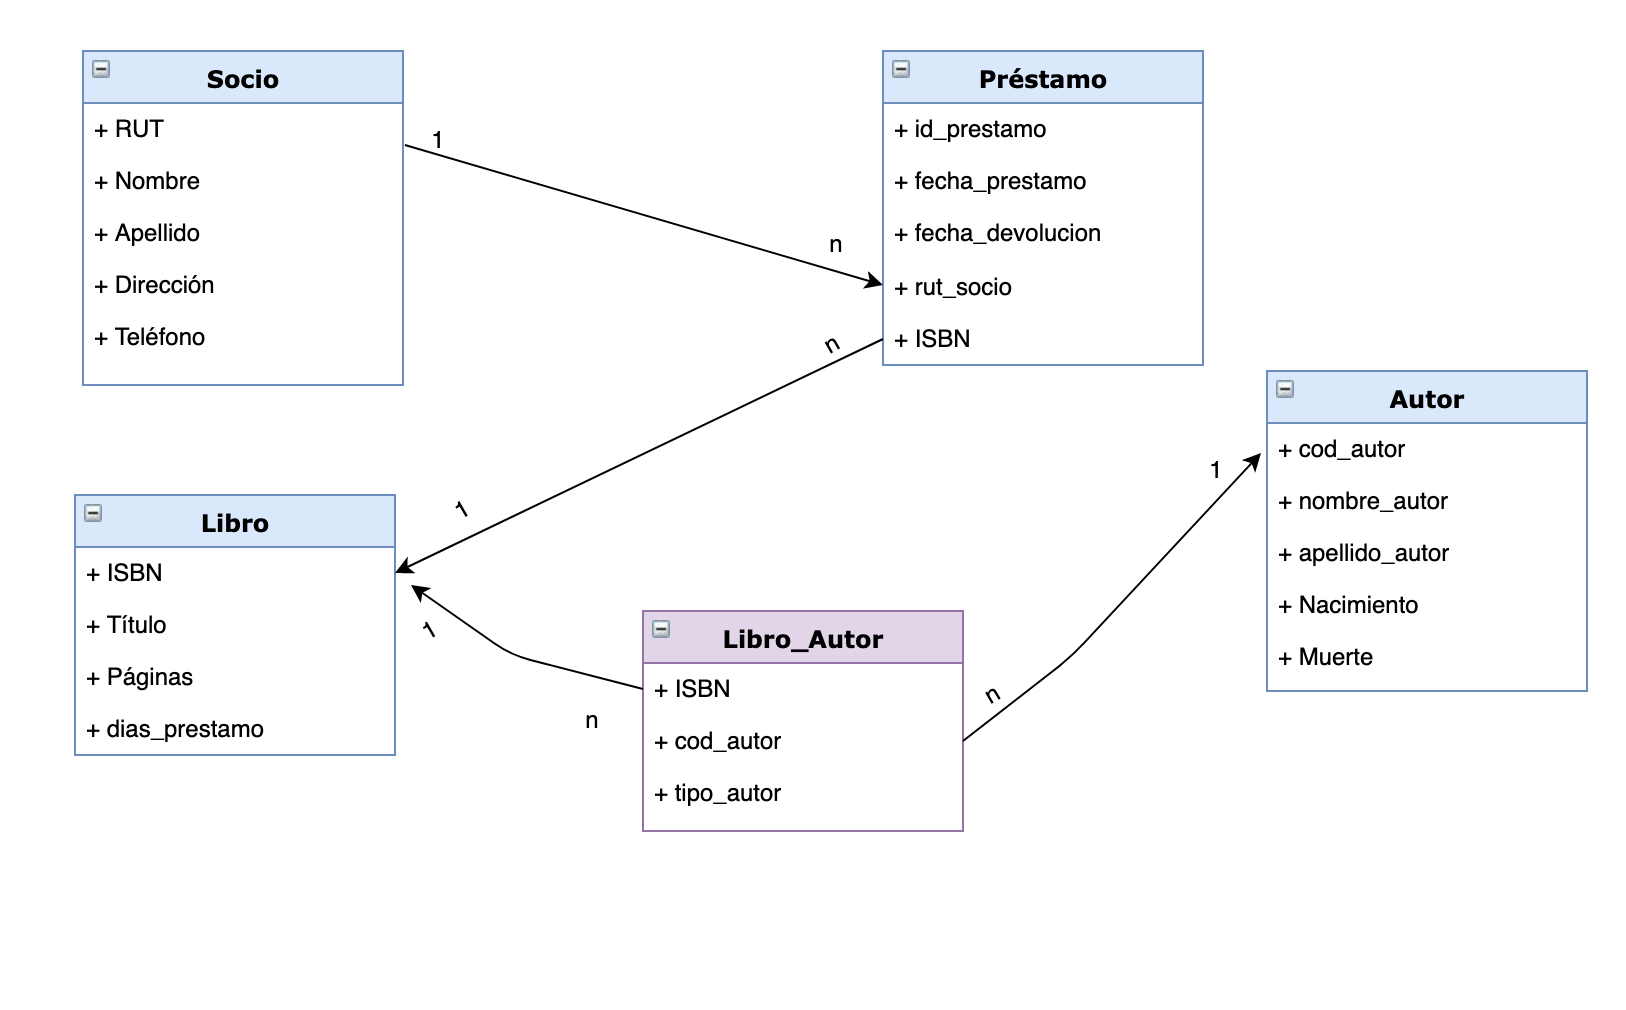 Socio
+ RUT
+ Nombre
+ Apellido
+ Dirección
+ Teléfono
1
n
Préstamo
+ id_prestamo
+ fecha_prestamo
+ fecha_devolucion
+ rut_socio
+ ISBN
n
1
Libro
+ ISBN
+ Título
+ Páginas
+ dias_prestamo
1
n
Libro_Autor
+ ISBN
+ cod_autor
+ tipo_autor
n
1
Autor
+ cod_autor
+ nombre_autor
+ apellido_autor
+ Nacimiento
+ Muerte